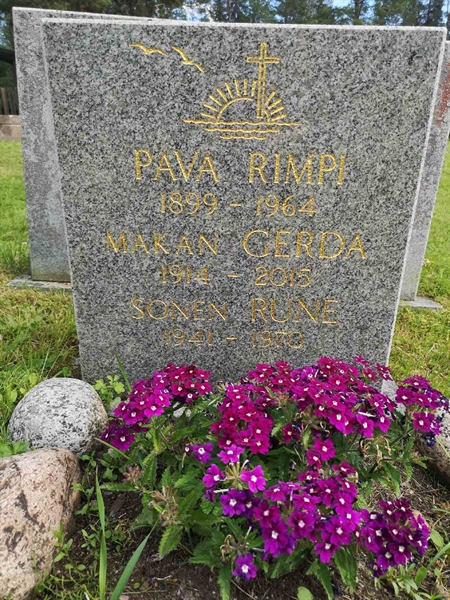 PAVA RIMPI
1899 - 1964
MAKAN GERDA
1914 - 2015
SONEN RUNE
1941 - 1970